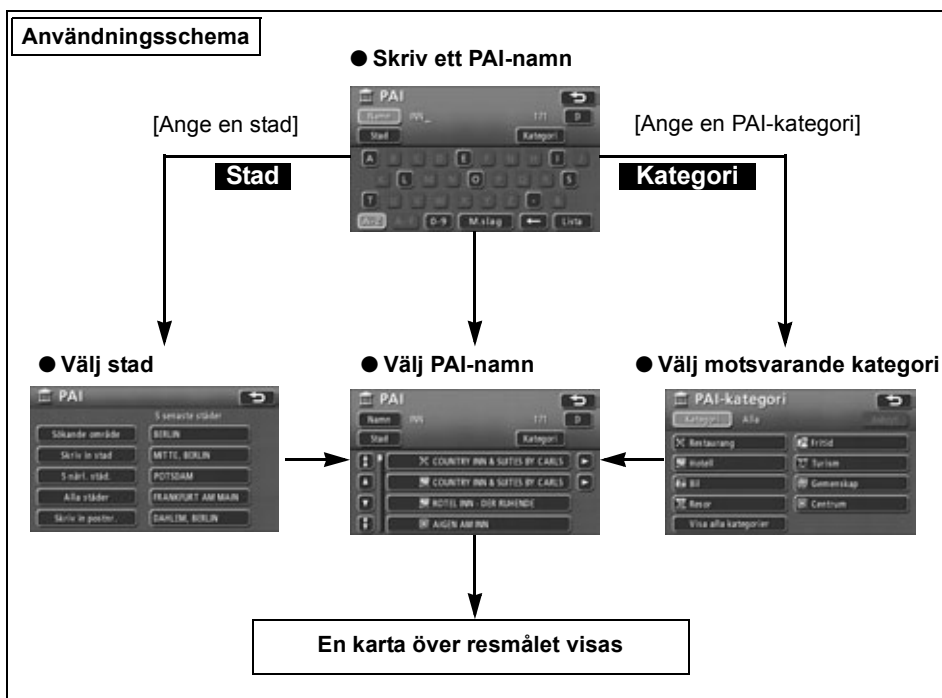 Användningsschema
● Skriv ett PAI-namn
PAI
Namn INN_ 171 D
Stad Kategori
A E I
L O S
T -
A-Z 0-9 M.slag ← Lista
[Ange en stad]
Stad
[Ange en PAI-kategori]
Kategori
● Välj stad
PAI
5 senaste städer
Sökande område BERLIN
Skriv in stad MITTE, BERLIN
5 närl. städ. POTSDAM
Alla städer FRANKFURT AM MAIN
Skriv in postnr. DAHLEM, BERLIN
● Välj PAI-namn
PAI
Namn INN 171 D
Stad Kategori
COUNTRY INN & SUITES BY CARLS
COUNTRY INN & SUITES BY CARLS
HOTEL INN - DER RUHENDE
AIGEN AM INN
● Välj motsvarande kategori
PAI-kategori
Kategori Alla
Restaurang Fritid
Hotell Turism
Bil Gemenskap
Resor Centrum
Visa alla kategorier
En karta över resmålet visas